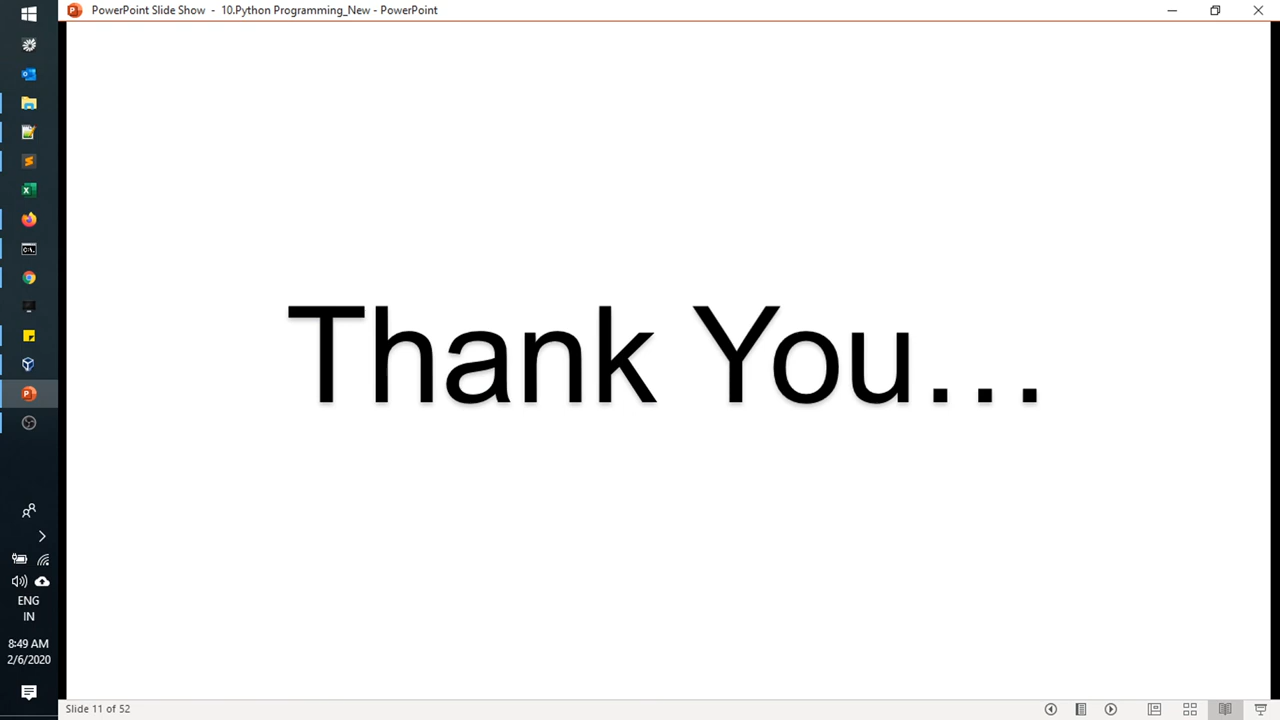 PowerPoint Slide Show - 10.Python Programming_New - PowerPoint
Thank You...
ENG
IN
8:49 AM
2/6/2020
Slide 11 of 52